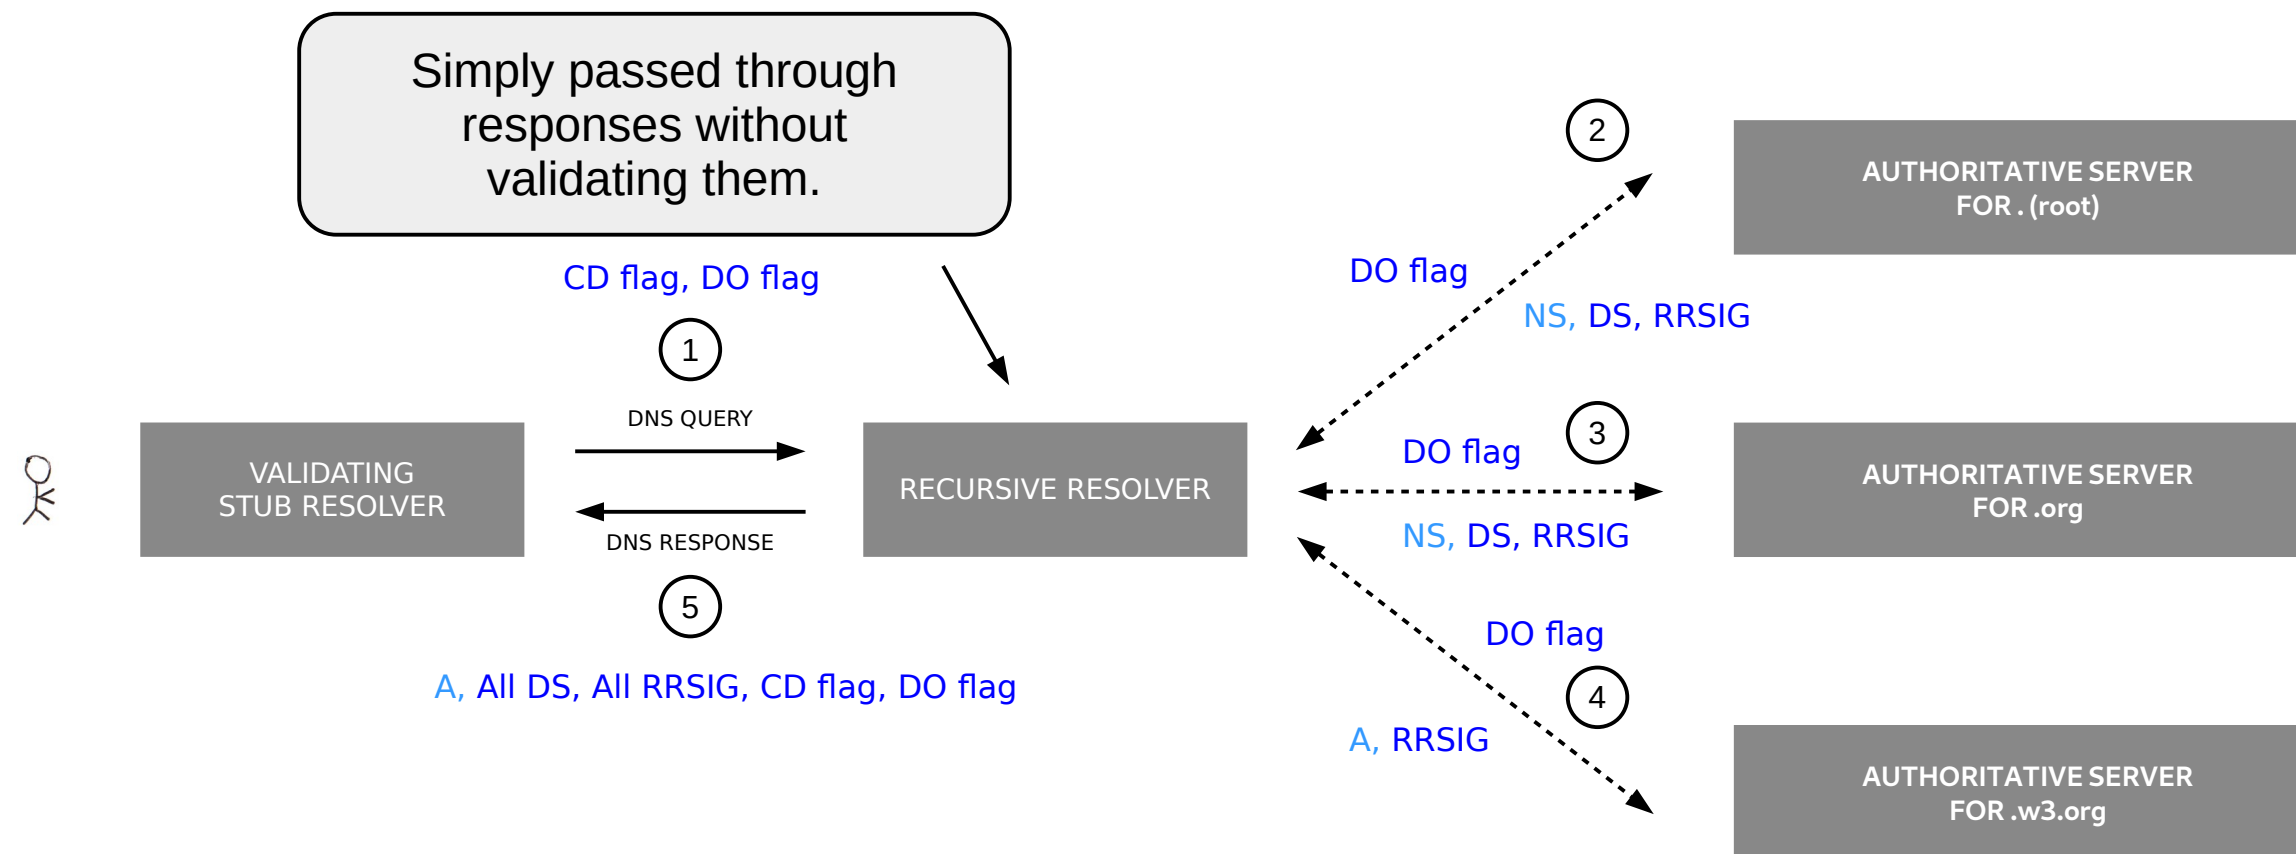 Simply passed through
responses without
validating them.
CD flag, DO flag
1
DNS QUERY
VALIDATING
STUB RESOLVER
DNS RESPONSE
5
A, All DS, All RRSIG, CD flag, DO flag
RECURSIVE RESOLVER
2
DO flag
NS, DS, RRSIG
AUTHORITATIVE SERVER
FOR . (root)
3
DO flag
NS, DS, RRSIG
AUTHORITATIVE SERVER
FOR .org
DO flag
4
A, RRSIG
AUTHORITATIVE SERVER
FOR .w3.org